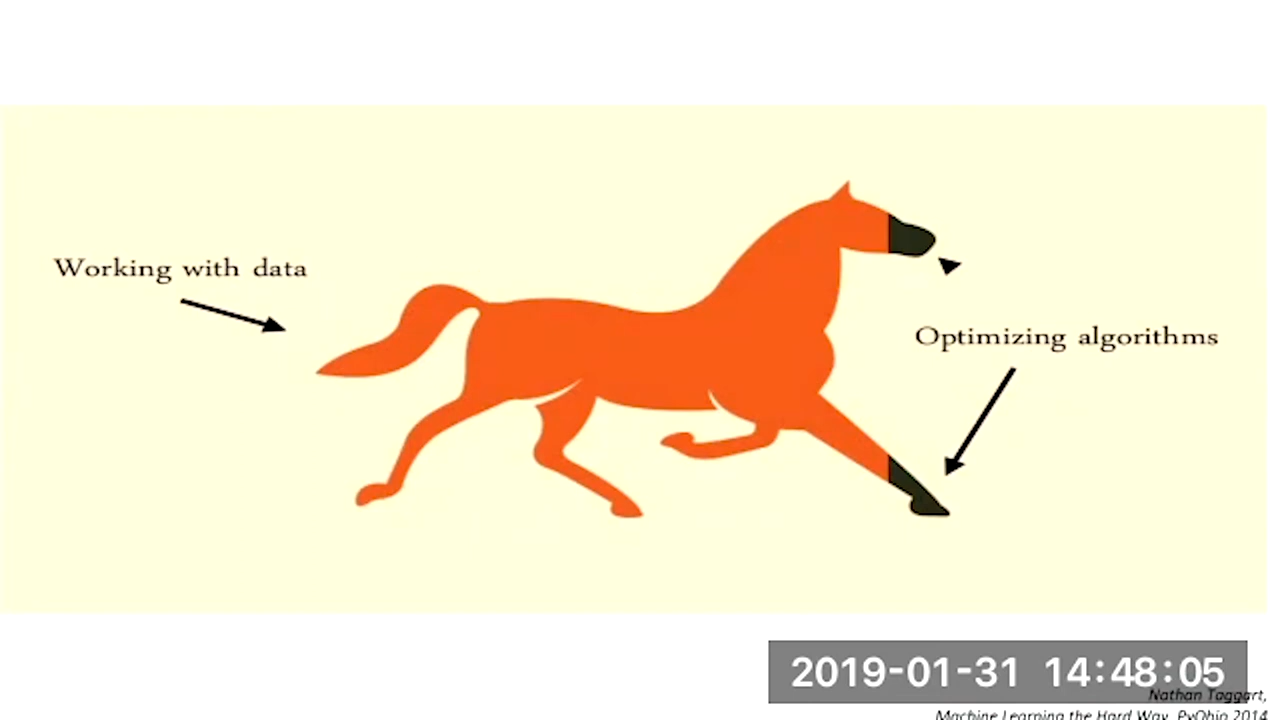 Working with data
Optimizing algorithms
2019-01-31 14:48:05
Nathan Taggart,
Machine Learning the Hard Way, PyOhio 2014